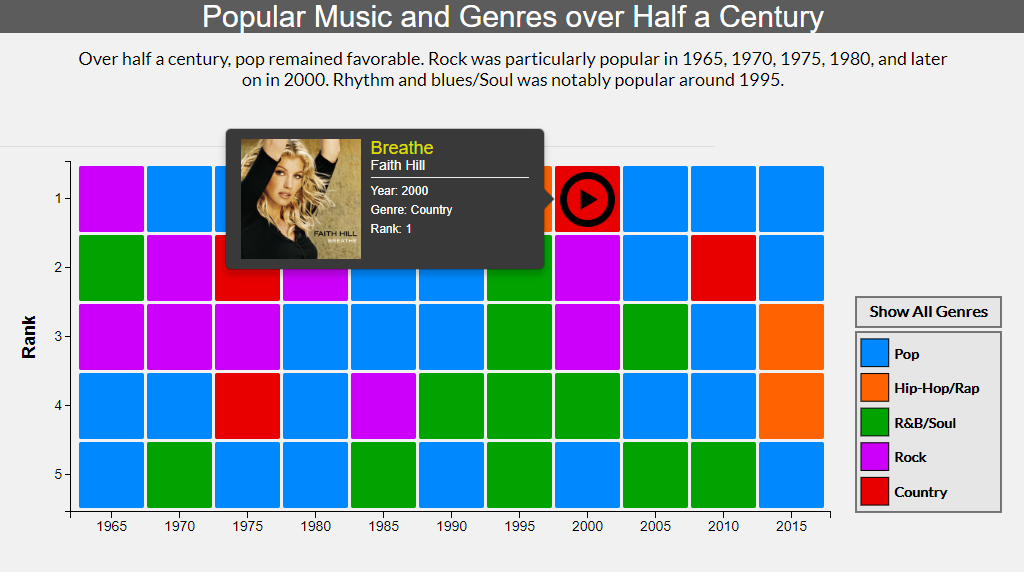 Popular Music and Genres over Half a Century
Over half a century, pop remained favorable. Rock was particularly popular in 1965, 1970, 1975, 1980, and later
on in 2000. Rhythm and blues/Soul was notably popular around 1995.
Breathe
Faith Hill
Year: 2000
Genre: Country
Rank: 1
FAITH HILL
BREATHE
Rank
1
2
3
4
5
1965 1970 1975 1980 1985 1990 1995 2000 2005 2010 2015
Show All Genres
Pop
Hip-Hop/Rap
R&B/Soul
Rock
Country